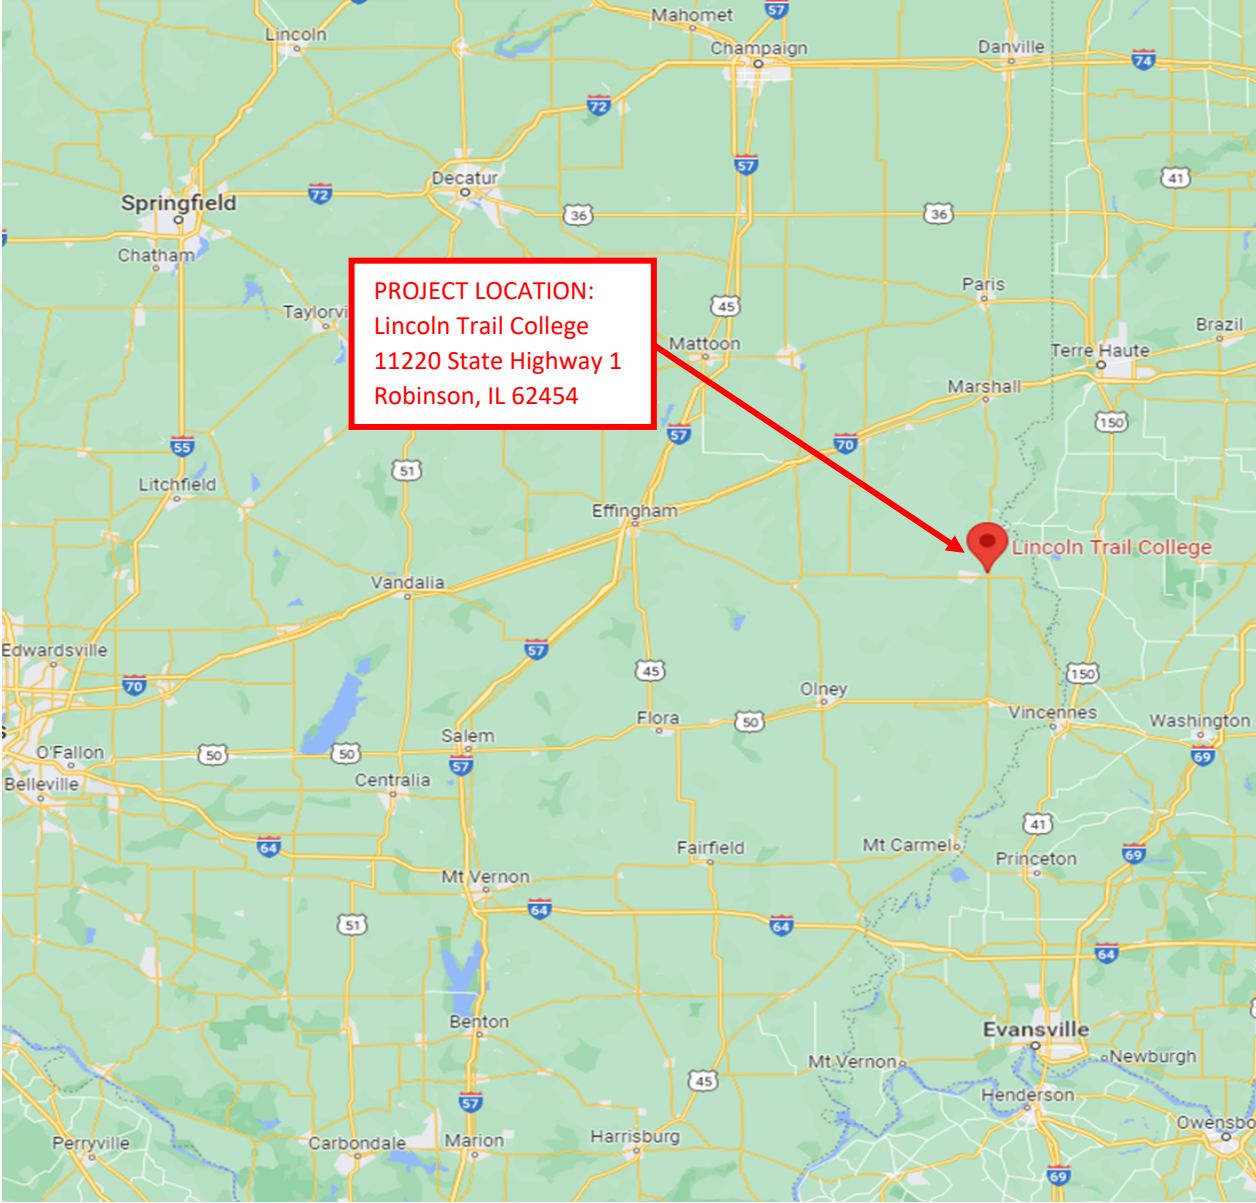 Lincoln
Mahomet
57
Champaign
Danville
74
72
57
Decatur
41
72
Springfield
36
36
Chatham
PROJECT LOCATION:
Lincoln Trail College
11220 State Highway 1
Robinson, IL 62454
Paris
45
Taylorvi
Brazil
Mattoon
Terre Haute
Marshall
150
57
70
55
51
Litchfield
Effingham
Lincoln Trail College
Vandalia
57
Edwardsville
45
150
70
Olney
Vincennes
Flora
50
Washington
Salem
50
50
O'Fallon
69
57
Centralia
Belleville
41
64
Fairfield
Mt Carmel
Princeton
69
Mt Vernon
64
51
64
64
Benton
Evansville
Newburgh
Mt Vernon
45
Henderson
57
Owensbo
Perryville
Carbondale
Marion
Harrisburg
69